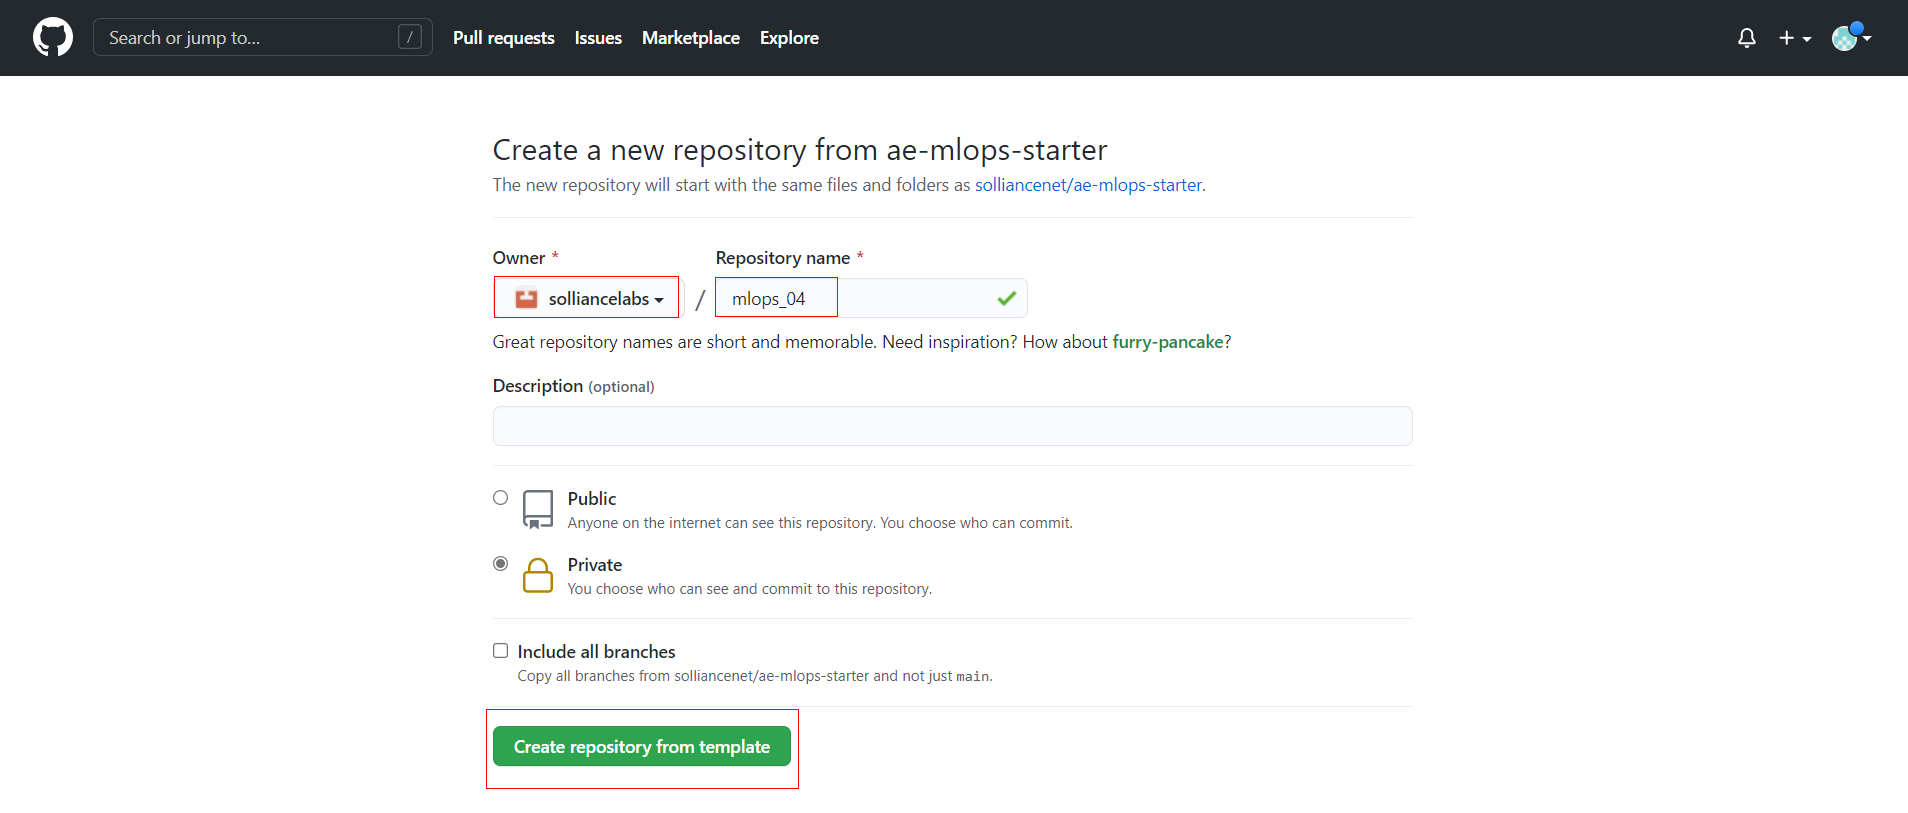 Search or jump to... / Pull requests Issues Marketplace Explore
Create a new repository from ae-mlops-starter
The new repository will start with the same files and folders as solliancenet/ae-mlops-starter.
Owner * Repository name *
solliancelabs / mlops_04
Great repository names are short and memorable. Need inspiration? How about furry-pancake?
Description (optional)
Public
Anyone on the internet can see this repository. You choose who can commit.
Private
You choose who can see and commit to this repository.
Include all branches
Copy all branches from solliancenet/ae-mlops-starter and not just main.
Create repository from template